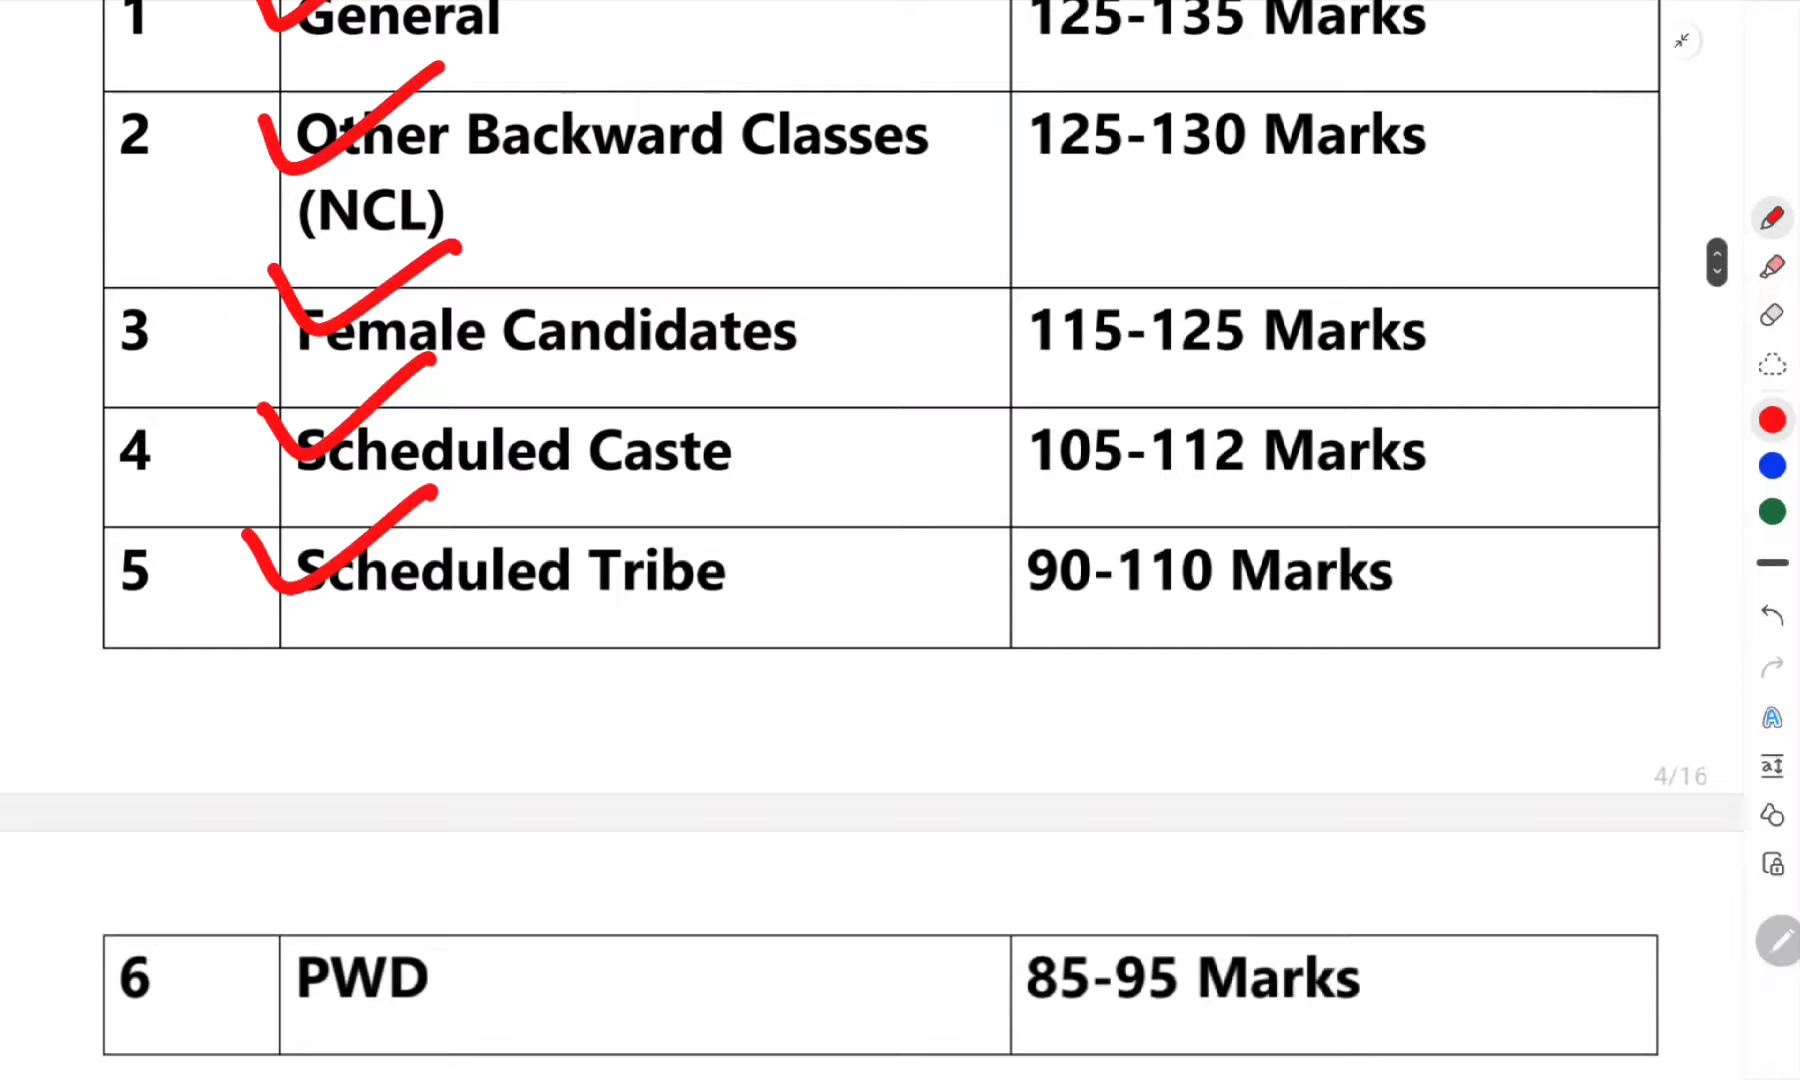 1 General 125-135 Marks
2 Other Backward Classes 125-130 Marks
(NCL)
3 Female Candidates 115-125 Marks
4 Scheduled Caste 105-112 Marks
5 Scheduled Tribe 90-110 Marks
4/16
6 PWD 85-95 Marks